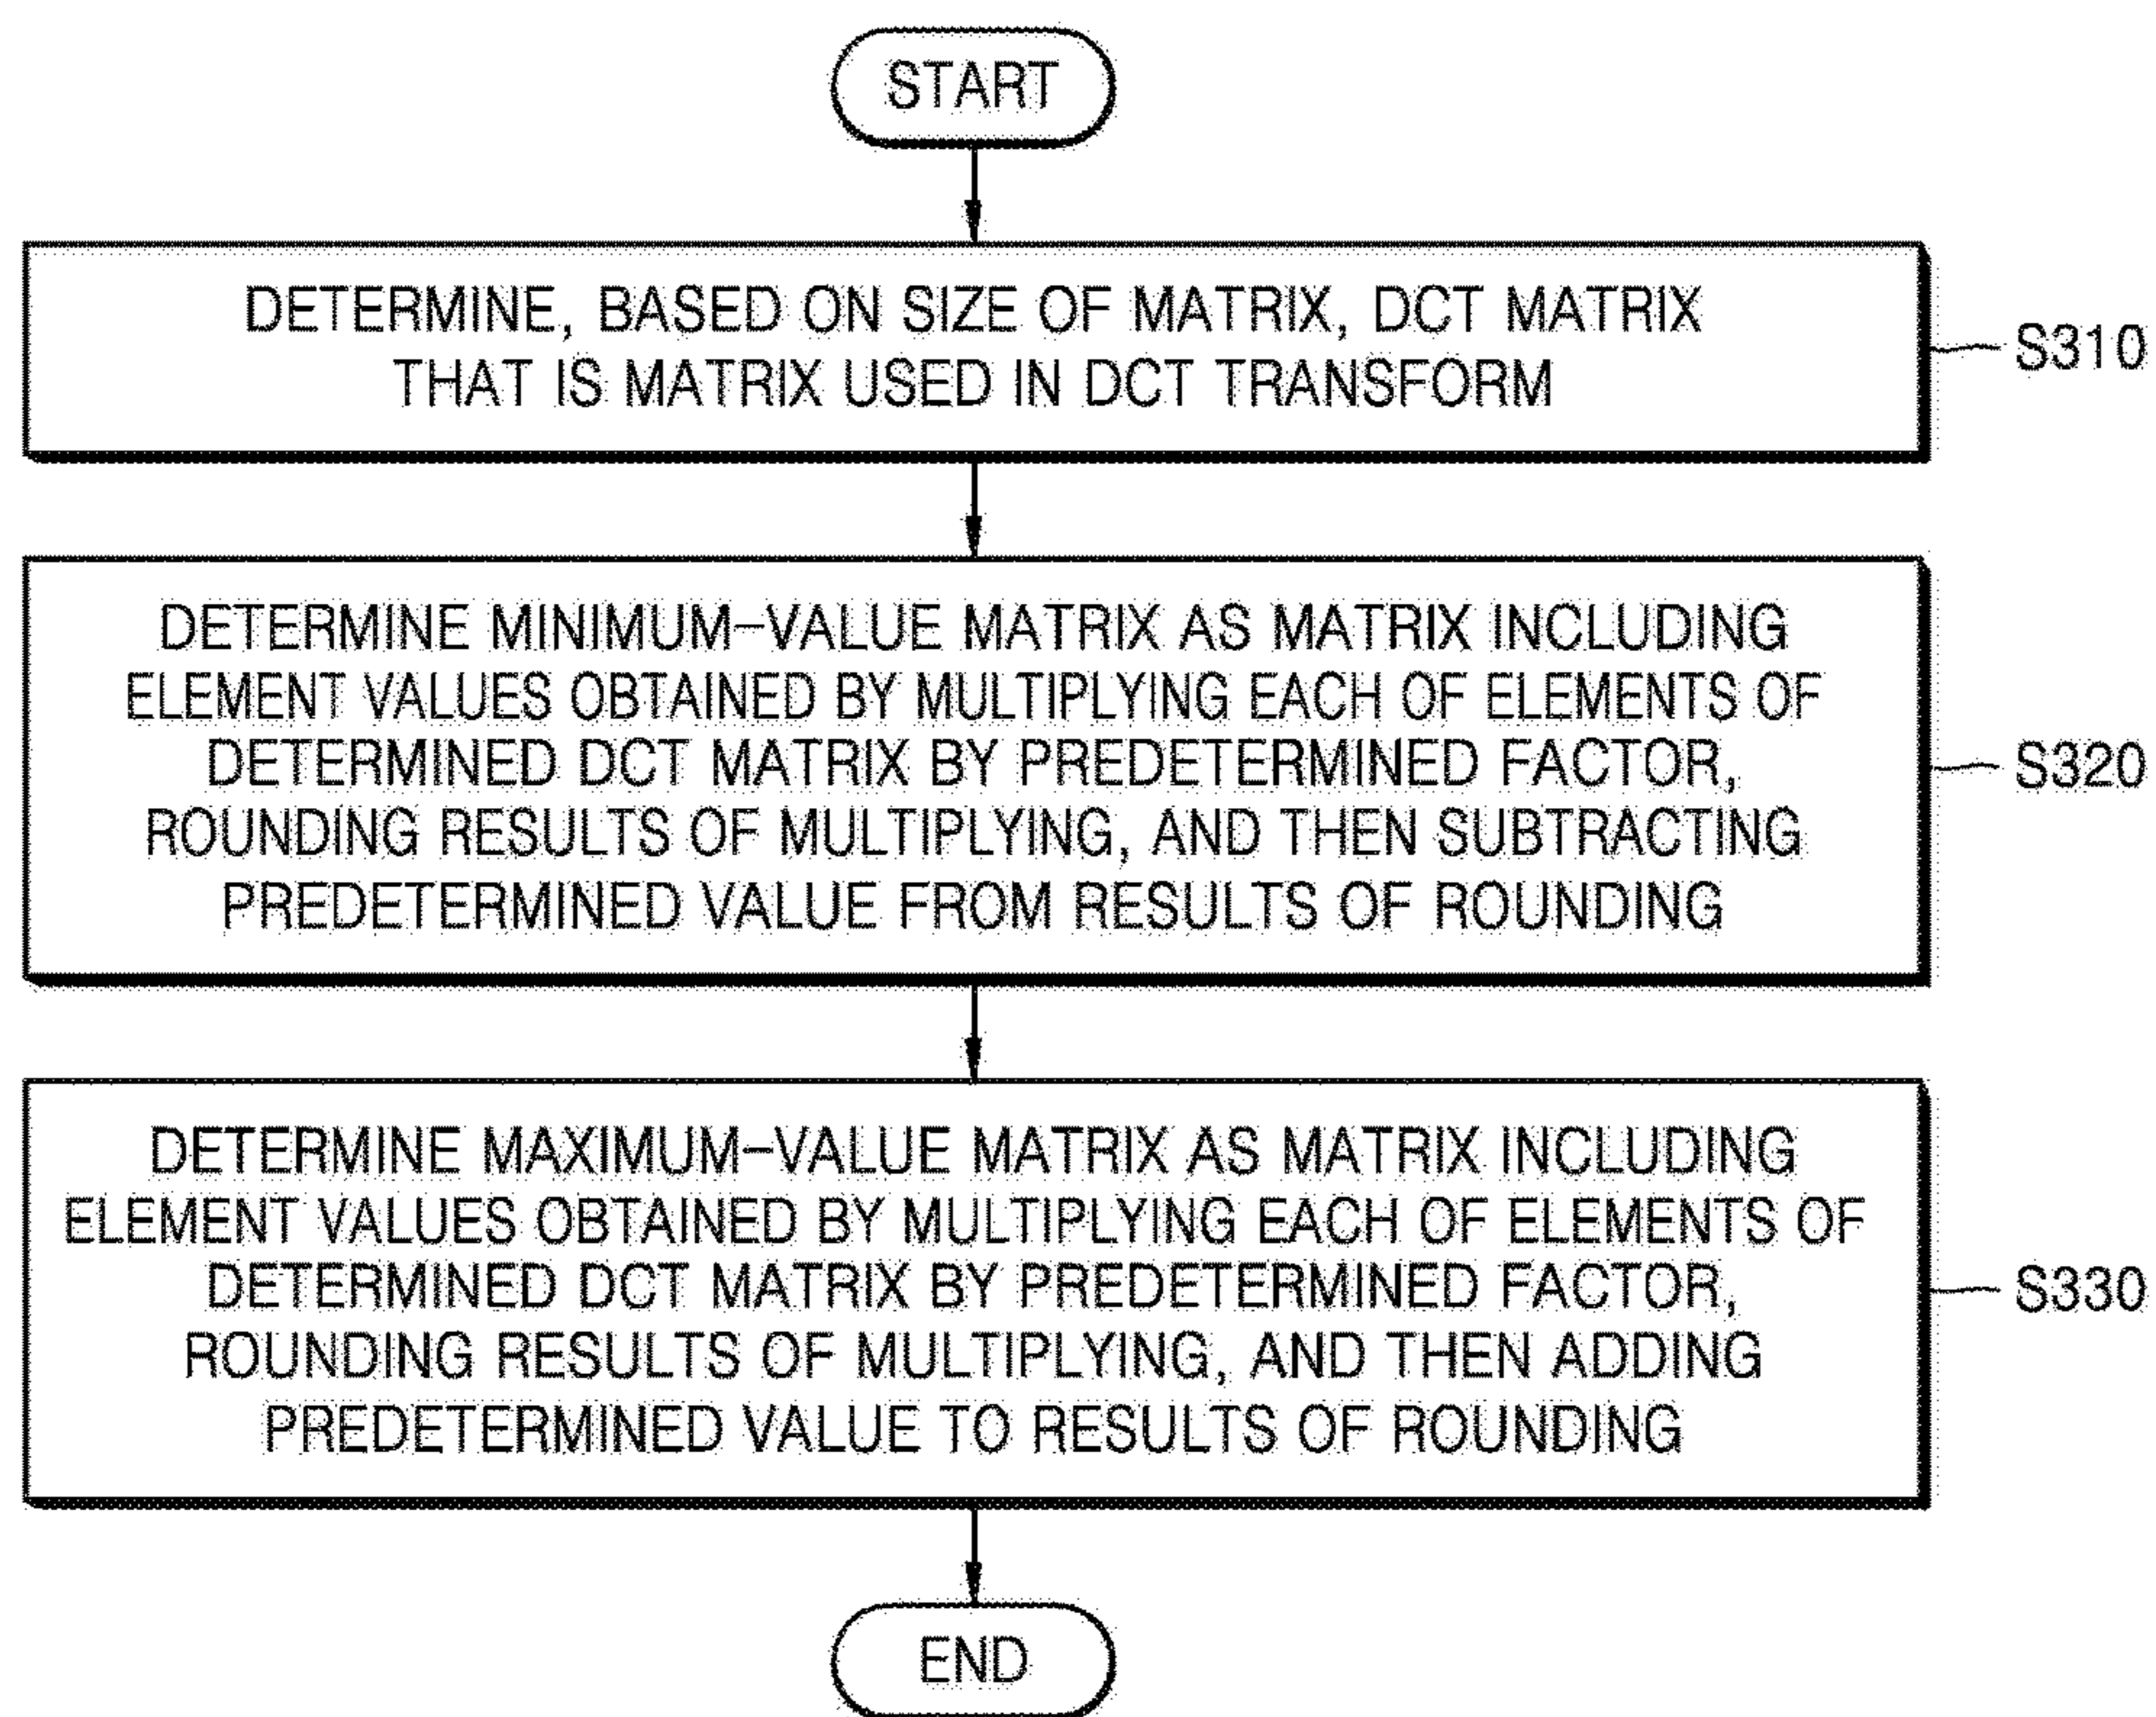 START
DETERMINE, BASED ON SIZE OF MATRIX, DCT MATRIX
THAT IS MATRIX USED IN DCT TRANSFORM
S310
DETERMINE MINIMUM-VALUE MATRIX AS MATRIX INCLUDING
ELEMENT VALUES OBTAINED BY MULTIPLYING EACH OF ELEMENTS OF
DETERMINED DCT MATRIX BY PREDETERMINED FACTOR,
ROUNDING RESULTS OF MULTIPLYING, AND THEN SUBTRACTING
PREDETERMINED VALUE FROM RESULTS OF ROUNDING
S320
DETERMINE MAXIMUM-VALUE MATRIX AS MATRIX INCLUDING
ELEMENT VALUES OBTAINED BY MULTIPLYING EACH OF ELEMENTS OF
DETERMINED DCT MATRIX BY PREDETERMINED FACTOR,
ROUNDING RESULTS OF MULTIPLYING, AND THEN ADDING
PREDETERMINED VALUE TO RESULTS OF ROUNDING
S330
END